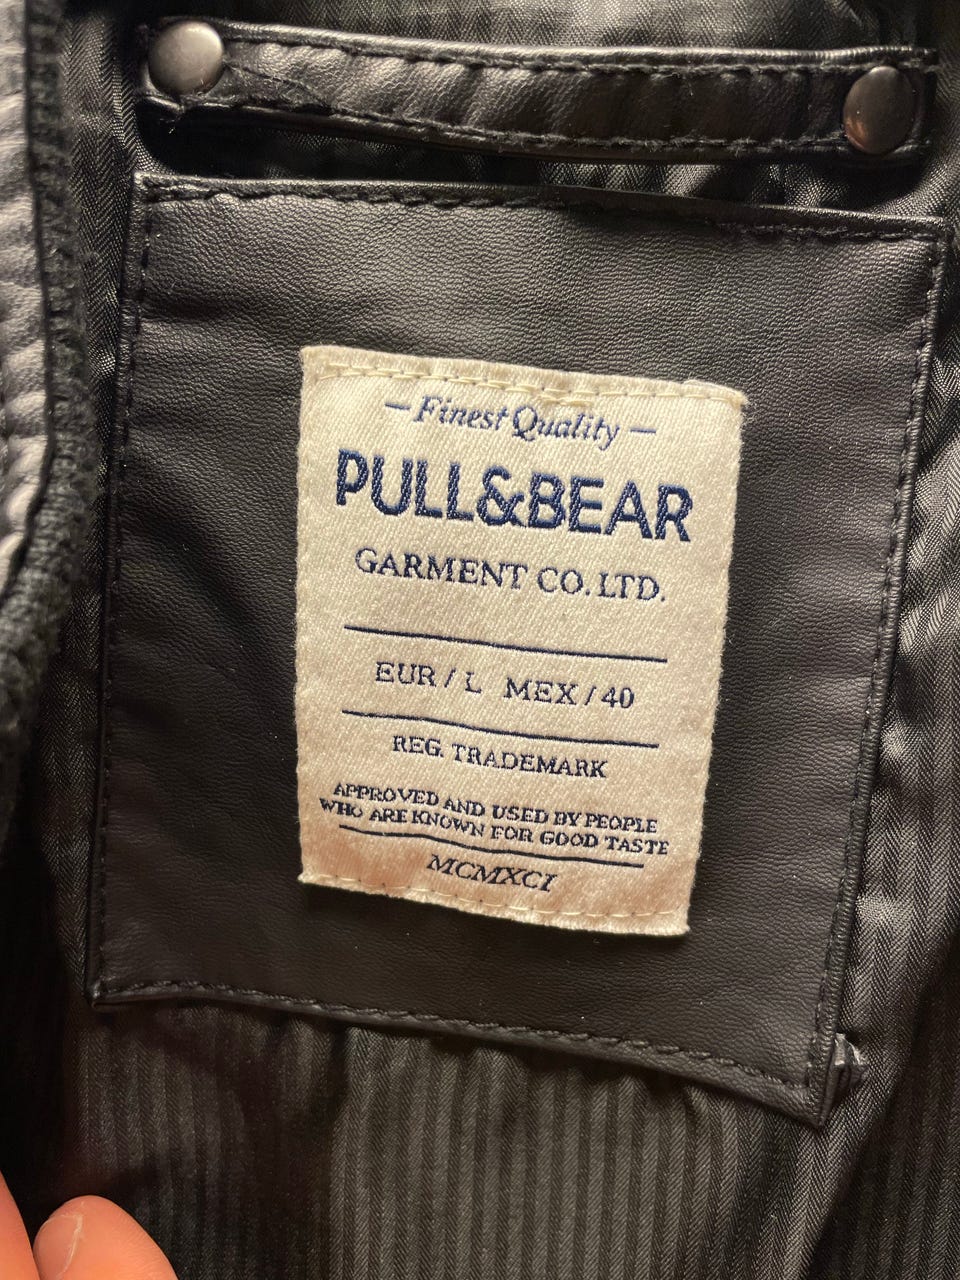 — Finest Quality —
PULL&BEAR
GARMENT CO. LTD.
EUR / L MEX / 40
REG. TRADEMARK
APPROVED AND USED BY PEOPLE
WHO ARE KNOWN FOR GOOD TASTE
MCMXCI